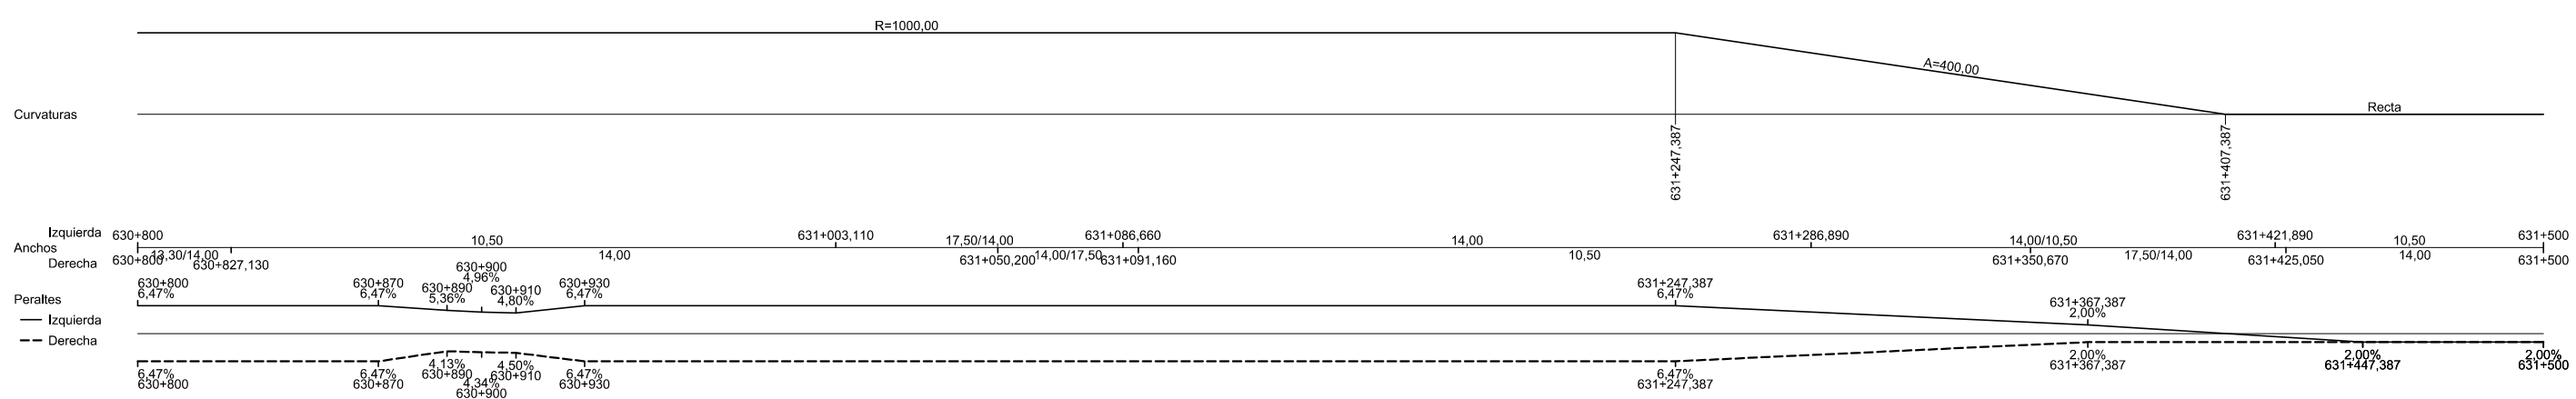 R=1000,00
A=400,00
Recta
Curvaturas
631+247,387
631+407,387
Izquierda
Anchos
Derecha
630+800 10,50 631+003,110 17,50/14,00 631+086,660 14,00 631+286,890 14,00/10,50 631+421,890 10,50 631+500
630+800 13,30/14,00 630+827,130 14,00 631+050,200 14,00/17,50 631+091,160 10,50 631+350,670 17,50/14,00 631+425,050 14,00 631+500
Peraltes
Izquierda
Derecha
630+800 630+870 630+890 630+900 630+910 630+930 631+247,387 631+367,387
6,47% 6,47% 5,36% 4,96% 4,80% 6,47% 6,47% 2,00%
6,47% 6,47% 4,13% 4,34% 4,50% 6,47% 6,47% 2,00% 2,00% 2,00%
630+800 630+870 630+890 630+900 630+910 630+930 631+247,387 631+367,387 631+447,387 631+500